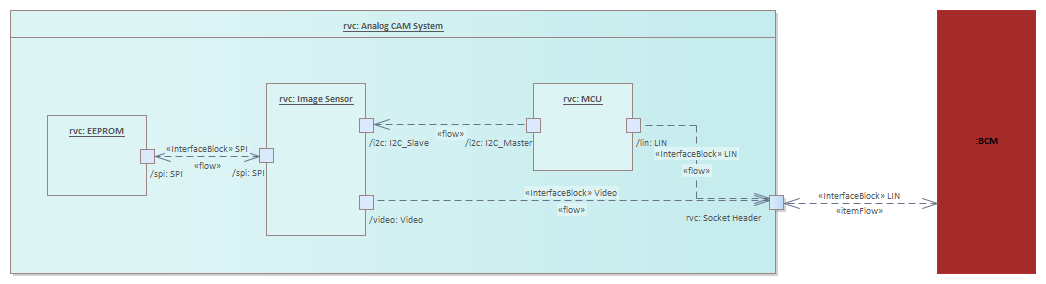 rvc: Analog CAM System
rvc: Image Sensor
rvc: MCU
rvc: EEPROM
:BCM
«flow»
/i2c: I2C_Slave
/i2c: I2C_Master
/lin: LIN
«InterfaceBlock» SPI
«flow»
/spi: SPI
/spi: SPI
«InterfaceBlock» LIN
«flow»
«InterfaceBlock» Video
«flow»
/video: Video
rvc: Socket Header
«InterfaceBlock» LIN
«itemFlow»